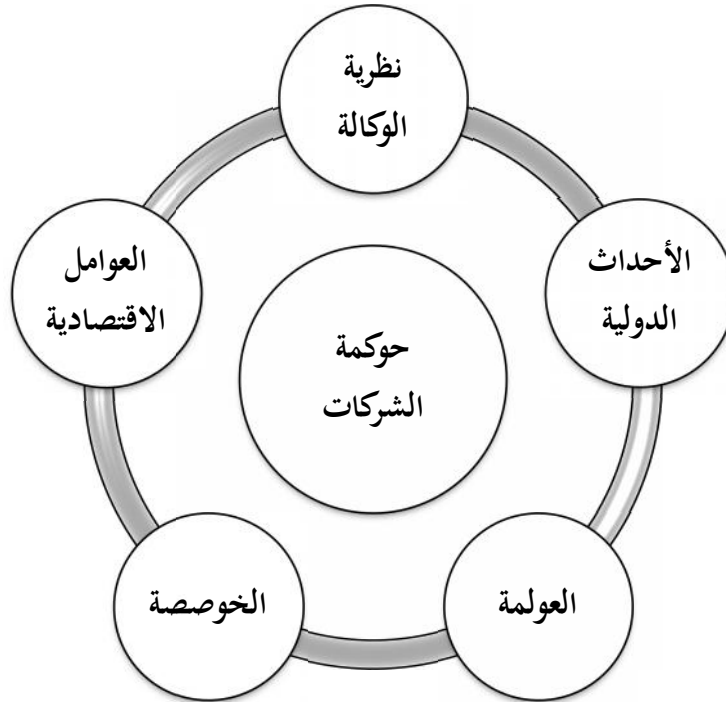 نظرية
الوكالة
الأحداث
الدولية
العوامل
الاقتصادية
حوكمة
الشركات
العولمة
الخوصصة